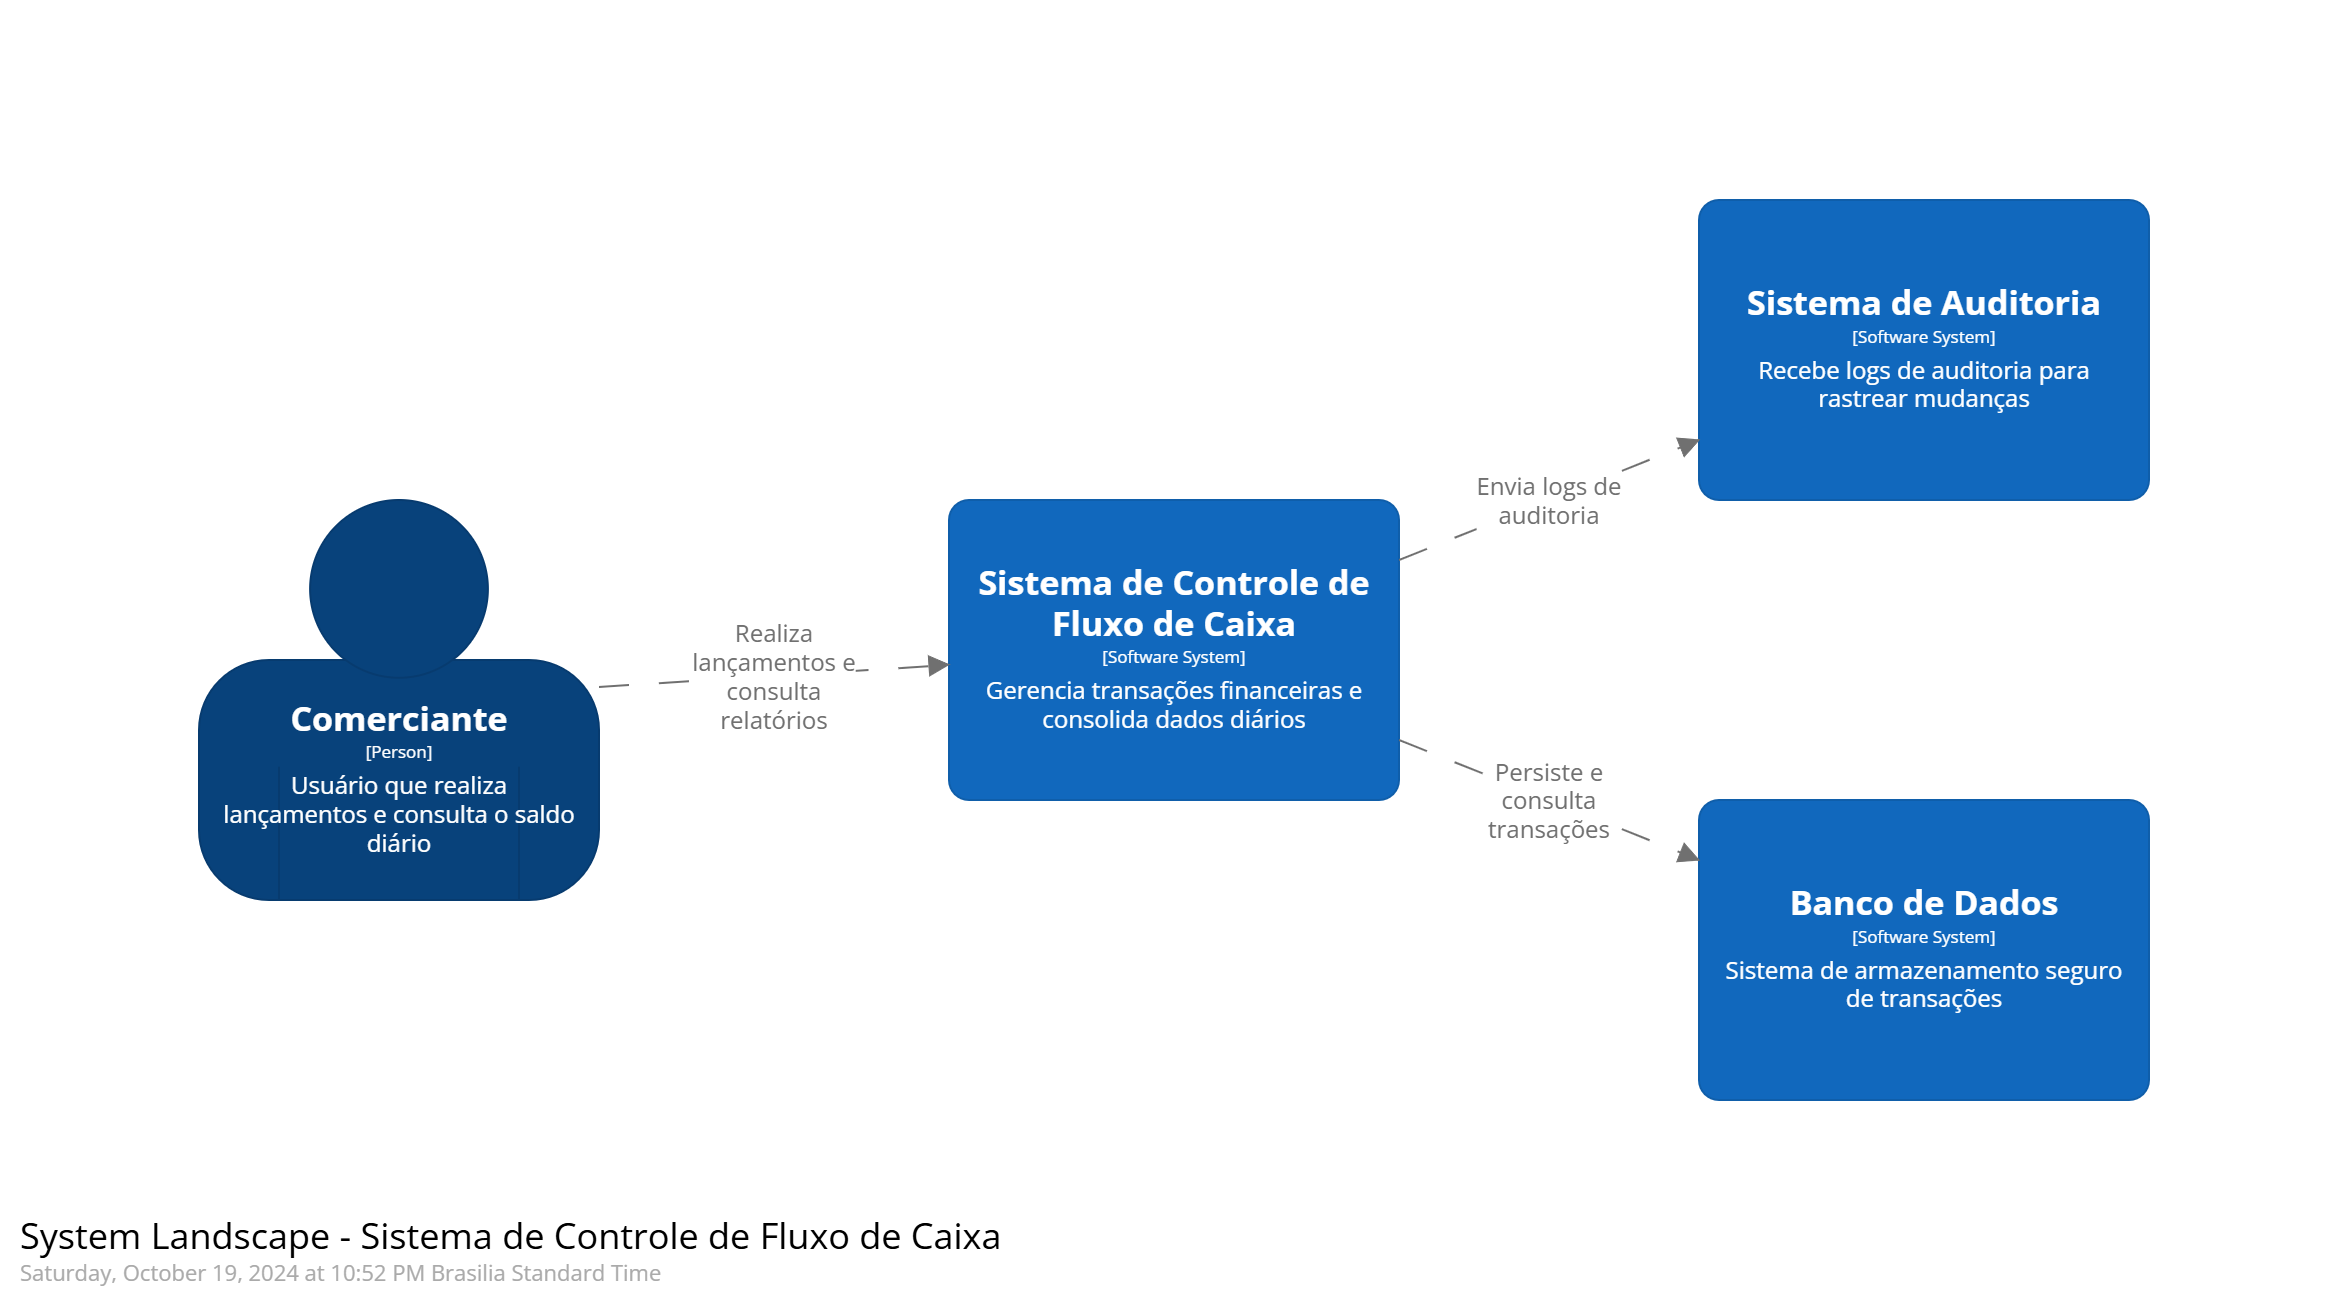 Comerciante
[Person]
Usuário que realiza
lançamentos e consulta o saldo
diário
Realiza
lançamentos e
consulta
relatórios
Sistema de Controle de
Fluxo de Caixa
[Software System]
Gerencia transações financeiras e
consolida dados diários
Envia logs de
auditoria
Sistema de Auditoria
[Software System]
Recebe logs de auditoria para
rastrear mudanças
Persiste e
consulta
transações
Banco de Dados
[Software System]
Sistema de armazenamento seguro
de transações
System Landscape - Sistema de Controle de Fluxo de Caixa
Saturday, October 19, 2024 at 10:52 PM Brasilia Standard Time